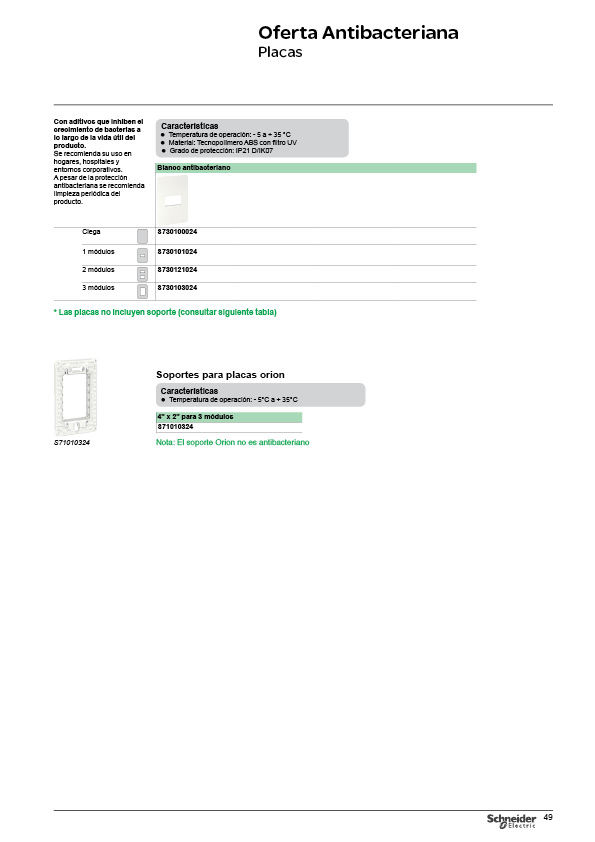 Oferta Antibacteriana
Placas
Con aditivos que inhiben el
crecimiento de bacterias a
lo largo de la vida útil del
producto.
Se recomienda su uso en
hogares, hospitales y
entornos corporativos.
A pesar de la protección
antibacteriana se recomienda
limpieza periódica del
producto.
Características
● Temperatura de operación: - 5 a + 35 °C
● Material: Tecnopolímero ABS con filtro UV
● Grado de protección: IP21 D/IK07
Blanco antibacteriano
Ciega S730100024
1 módulos S730101024
2 módulos S730121024
3 módulos S730103024
* Las placas no incluyen soporte (consultar siguiente tabla)
Soportes para placas orion
Características
● Temperatura de operación: - 5°C a + 35°C
4" x 2" para 3 módulos
S71010324
S71010324
Nota: El soporte Orion no es antibacteriano
Schneider
Electric
49